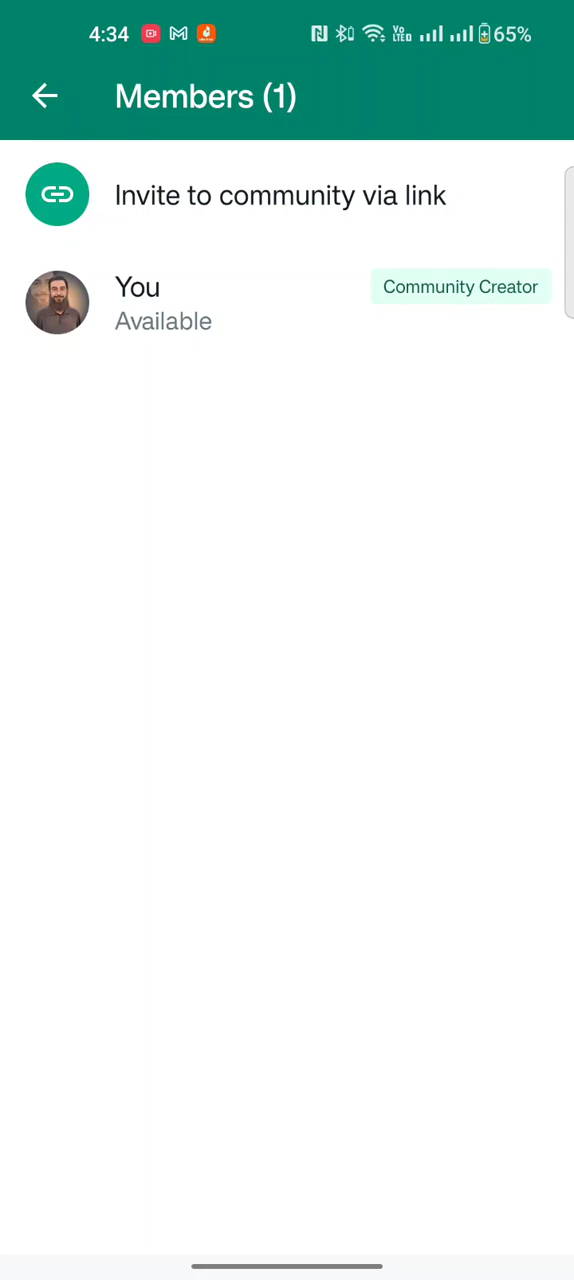 4:34 65%
Members (1)
Invite to community via link
You Community Creator
Available